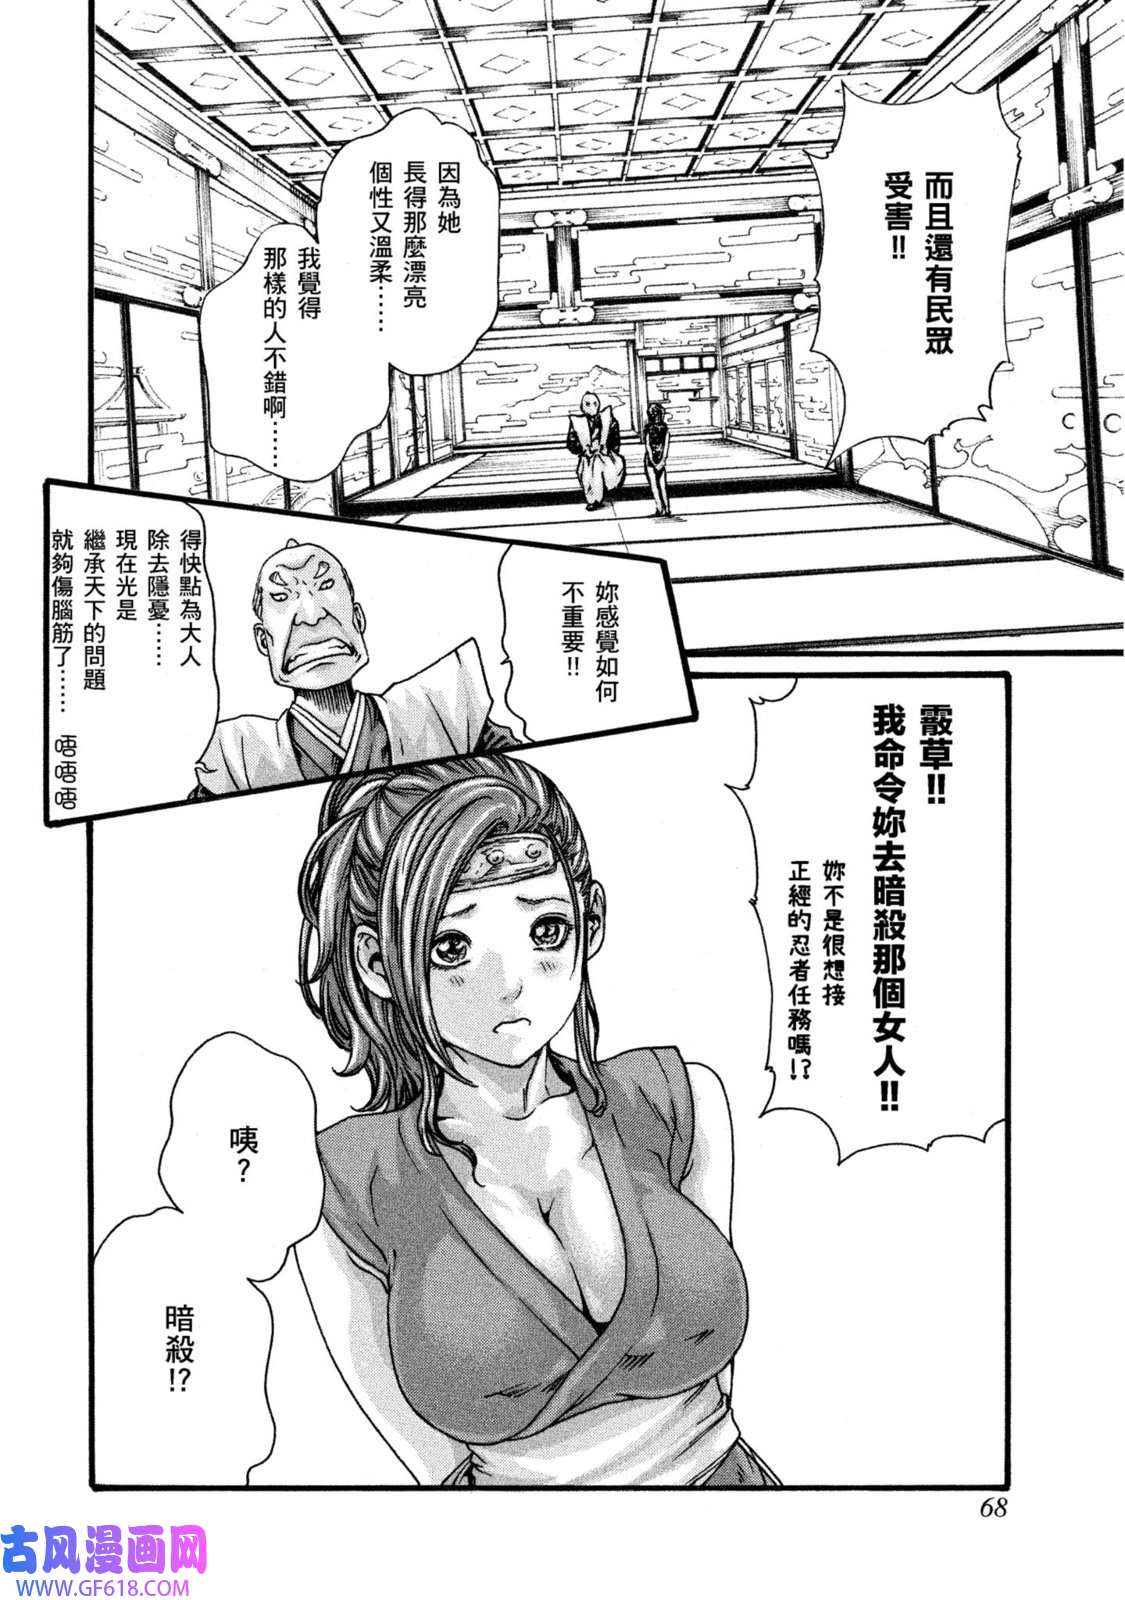 而且還有民眾
受害!!
因為她
長得那麼漂亮
個性又溫柔……
我覺得
那樣的人不錯啊……
妳感覺如何
不重要!!
得快點為大人
除去隱憂……
現在光是
繼承天下的問題
就夠傷腦筋了……
唔唔唔
霞草!!
我命令妳去暗殺那個女人!!
妳不是很想接
正經的忍者任務嗎!?
咦?
暗殺!?
68
古风漫画网
WWW.GF618.COM